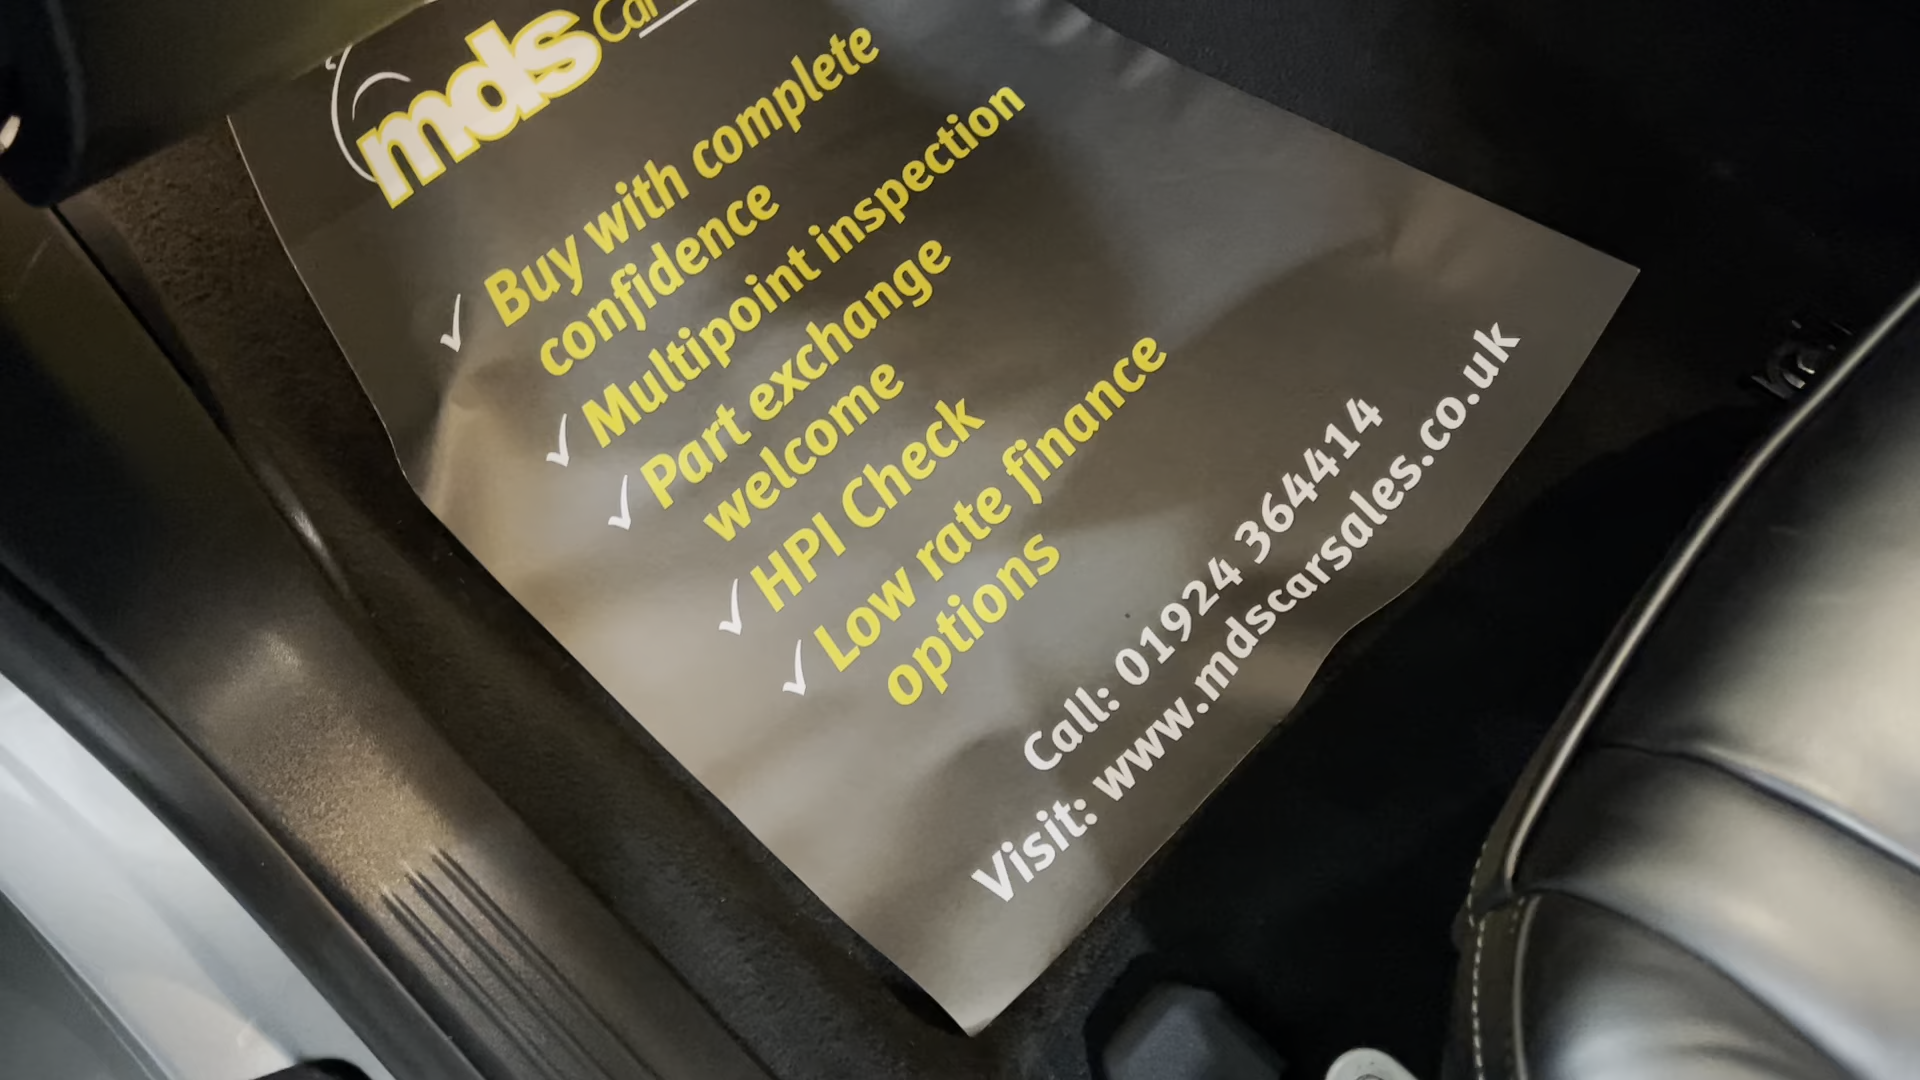 mds Car
Buy with complete
confidence
Multipoint inspection
Part exchange
welcome
HPI Check
Low rate finance
options
Call: 01924 364414
Visit: www.mdscarsales.co.uk